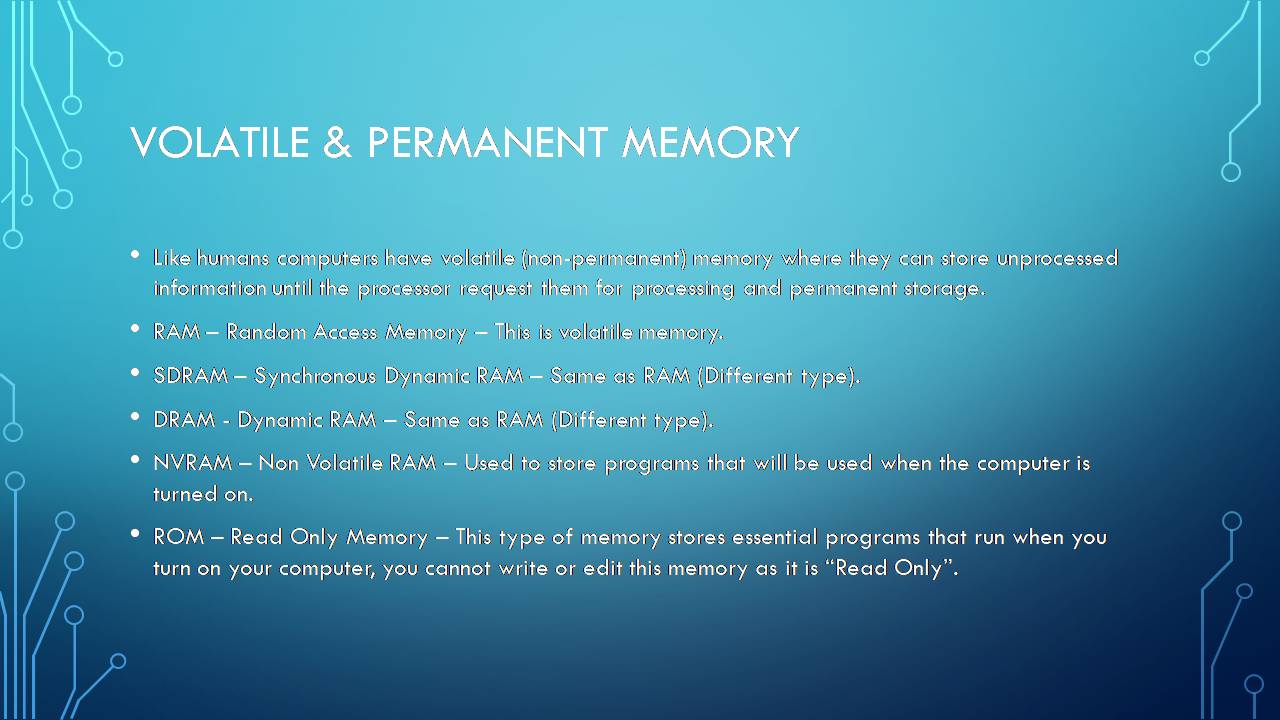 VOLATILE & PERMANENT MEMORY
• Like humans computers have volatile (non-permanent) memory where they can store unprocessed
information until the processor request them for processing and permanent storage.
• RAM – Random Access Memory – This is volatile memory.
• SDRAM – Synchronous Dynamic RAM – Same as RAM (Different type).
• DRAM - Dynamic RAM – Same as RAM (Different type).
• NVRAM – Non Volatile RAM – Used to store programs that will be used when the computer is
turned on.
• ROM – Read Only Memory – This type of memory stores essential programs that run when you
turn on your computer, you cannot write or edit this memory as it is “Read Only”.